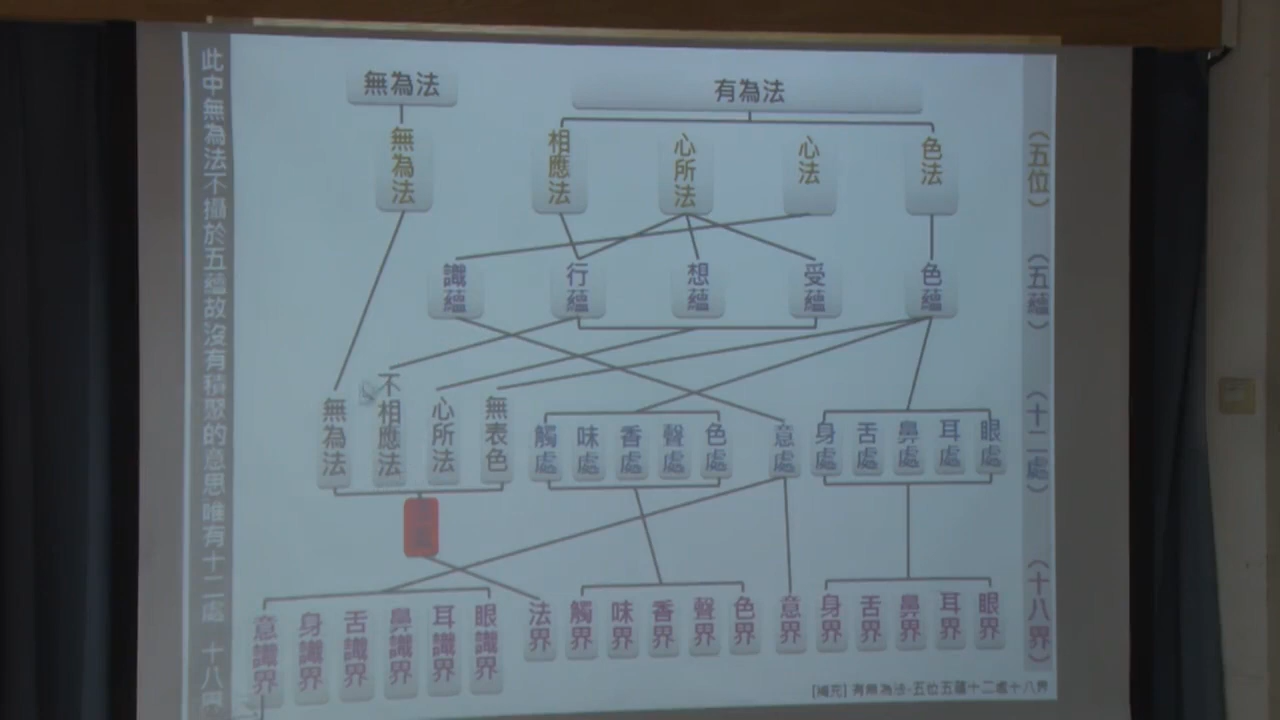 無為法
有為法
(五位)
色法
心法
心所法
相應法
無為法
(五蘊)
色蘊
受蘊
想蘊
行蘊
識蘊
(十二處)
眼處
耳處
鼻處
舌處
身處
意處
色處
聲處
香處
味處
觸處
無表色
心所法
不相應法
無為法
(十八界)
眼界
耳界
鼻界
舌界
身界
意界
色界
聲界
香界
味界
觸界
法界
眼識界
耳識界
鼻識界
舌識界
身識界
意識界
此中無為法不攝於五蘊故沒有積聚的意思唯有十二處 十八界
[補充] 有無為法-五位五蘊十二處十八界